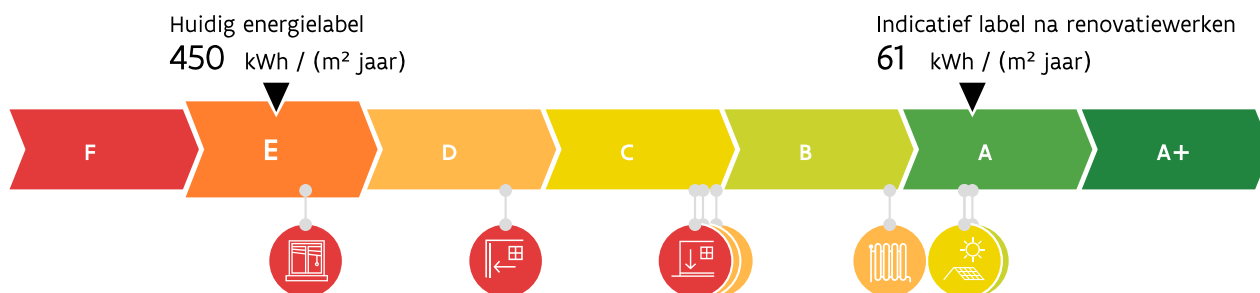 Huidig energielabel
450 kWh / (m² jaar)
Indicatief label na renovatiewerken
61 kWh / (m² jaar)
F E D C B A A+